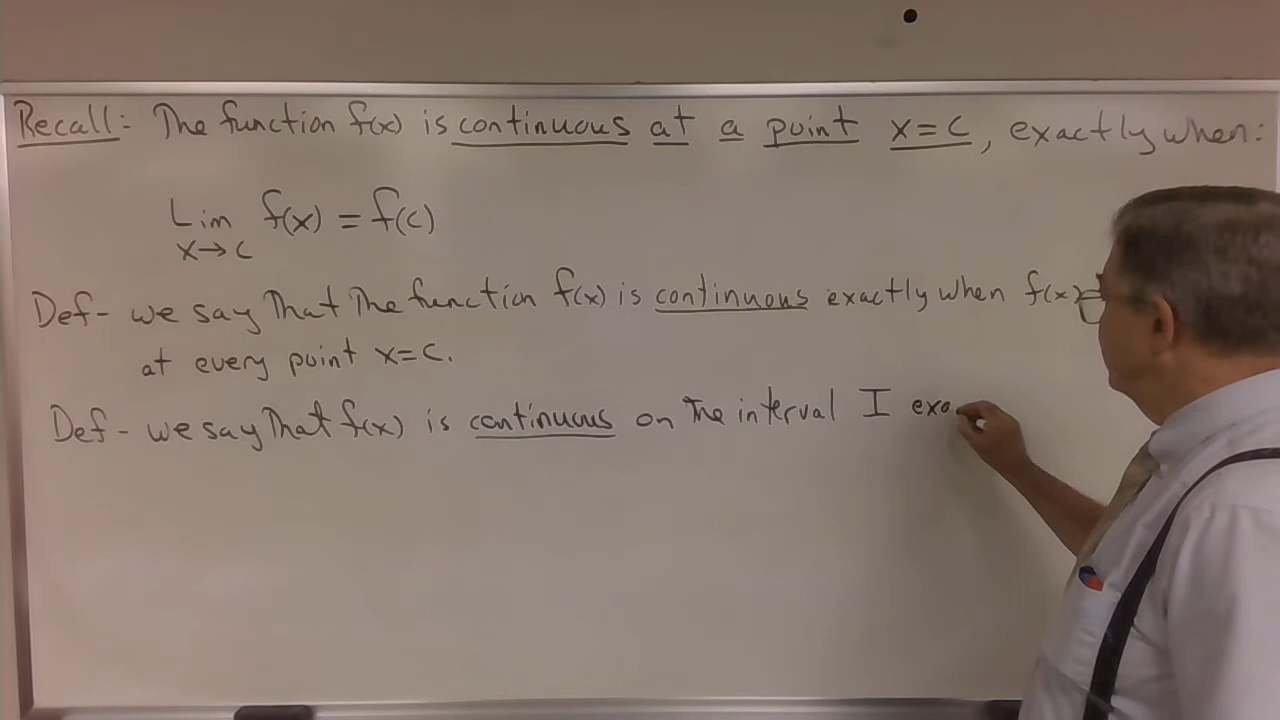 Recall: The function f(x) is continuous at a point x=c, exactly when:
Lim f(x) = f(c)
x→c
Def- we say that the function f(x) is continuous exactly when f(x)
at every point x=c.
Def- we say that f(x) is continuous on the interval I exa